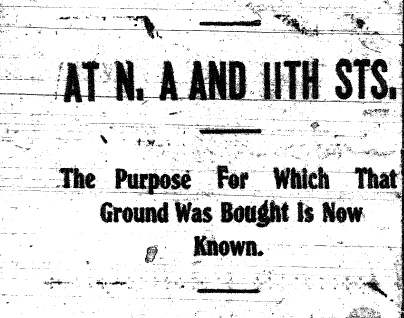 AT N. A AND 11TH STS.
The Purpose For Which That
Ground Was Bought is Now
Known.